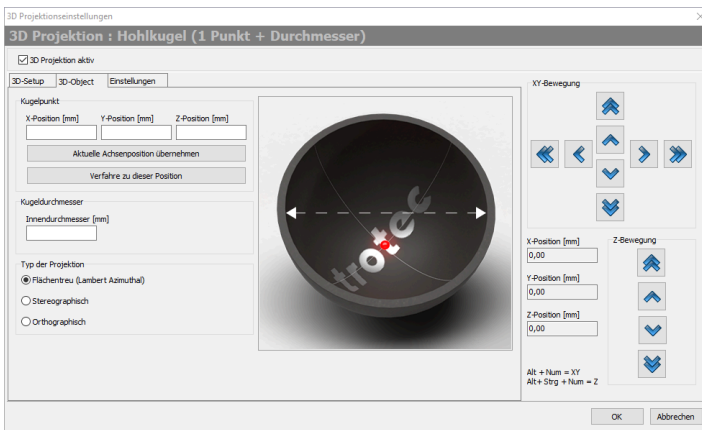 3D Projektionseinstellungen
3D Projektion : Hohlkugel (1 Punkt + Durchmesser)
3D Projektion aktiv
3D-Setup 3D-Object Einstellungen
Kugelpunkt
X-Position [mm] Y-Position [mm] Z-Position [mm]
Aktuelle Achsenposition übernehmen
Verfahre zu dieser Position
Kugeldurchmesser
Innendurchmesser [mm]
Typ der Projektion
Flächentreu (Lambert Azimuthal)
Stereographisch
Orthographisch
trotec
XY-Bewegung
X-Position [mm]
0,00
Y-Position [mm]
0,00
Z-Position [mm]
0,00
Z-Bewegung
Alt + Num = XY
Alt+ Strg + Num = Z
OK Abbrechen